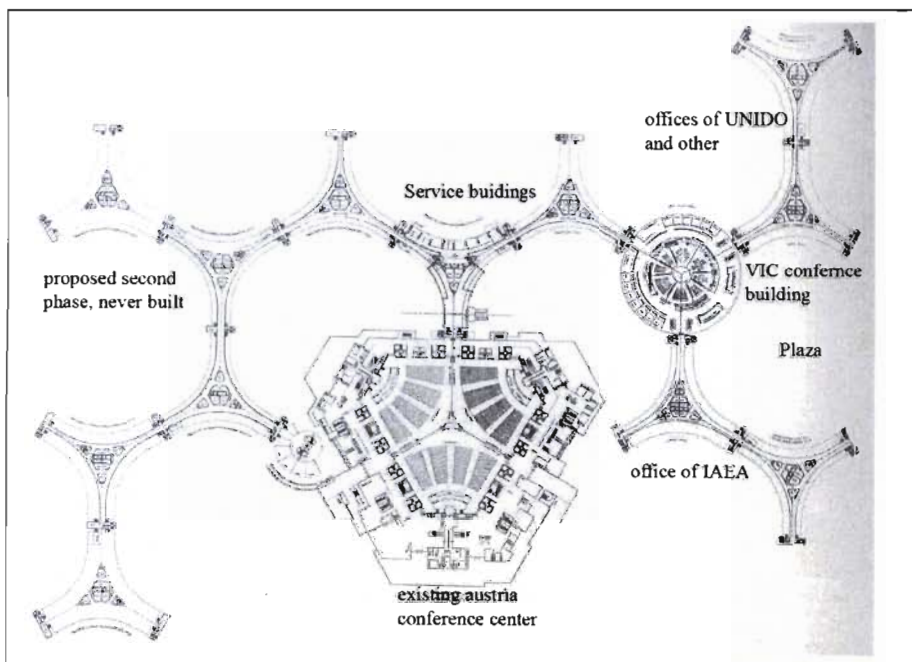 offices of UNIDO
and other
Service buidings
proposed second
phase, never built
VIC confernce
building
Plaza
office of IAEA
existing austria
conference center